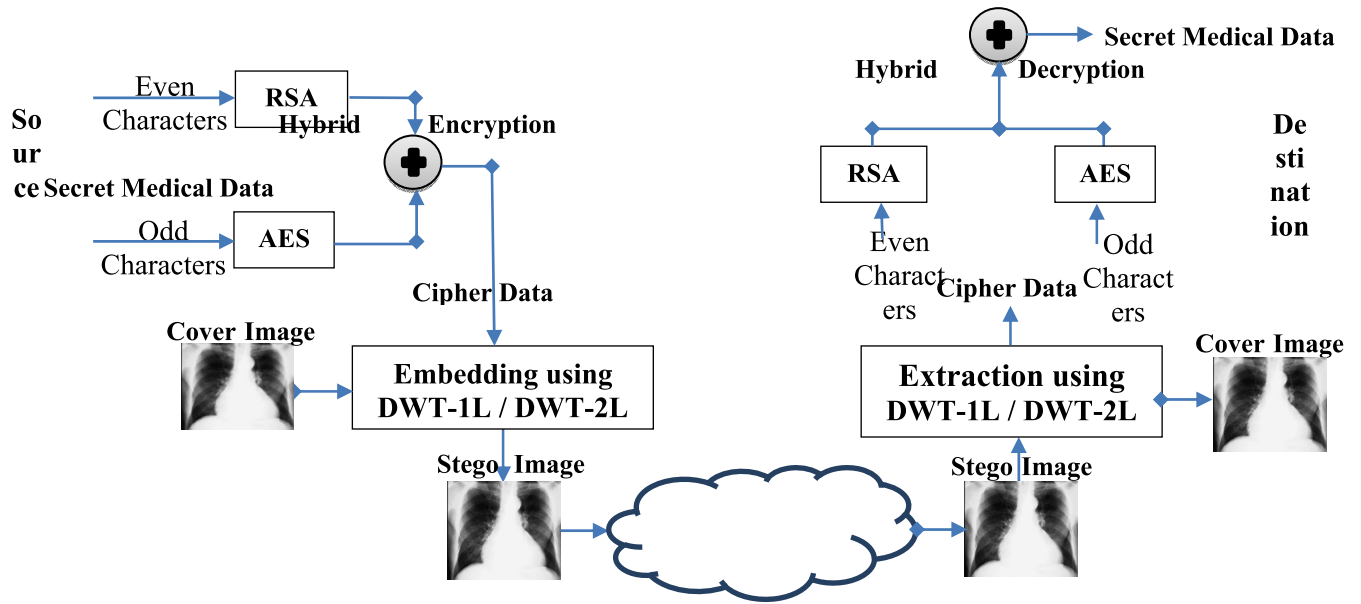 So
ur
ce
Even
Characters
RSA
Hybrid Encryption
Secret Medical Data
Odd
Characters
AES
Cipher Data
Cover Image
Embedding using
DWT-1L / DWT-2L
Stego Image
Secret Medical Data
Hybrid Decryption
RSA
AES
De
sti
nat
ion
Even
Charact
ers
Odd
Charact
ers
Cipher Data
Extraction using
DWT-1L / DWT-2L
Cover Image
Stego Image